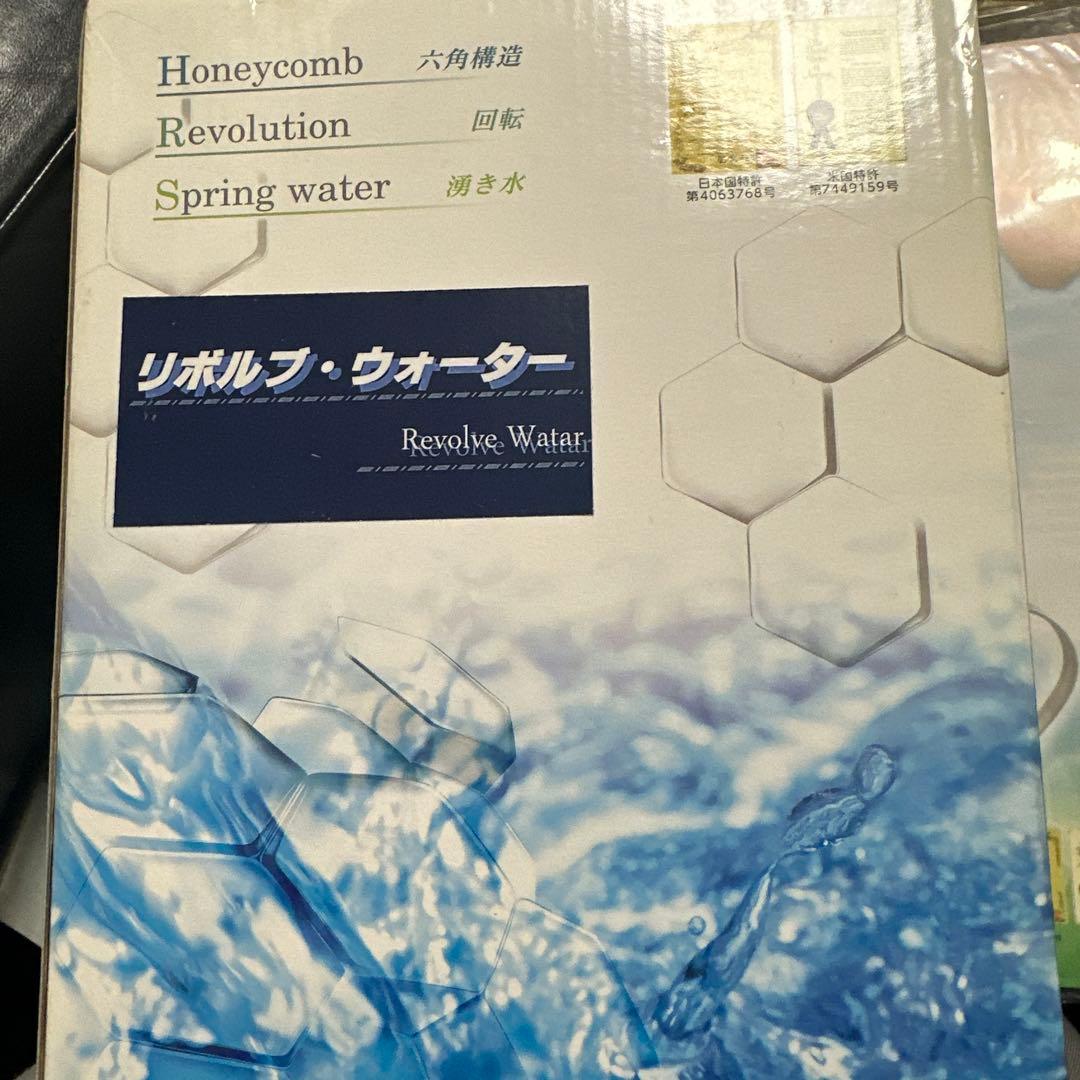 Honeycomb 六角構造
Revolution 回転
Spring water 湧き水
日本国特許
第4063768号
米国特許
第7449159号
リボルブ・ウォーター
Revolve Watar